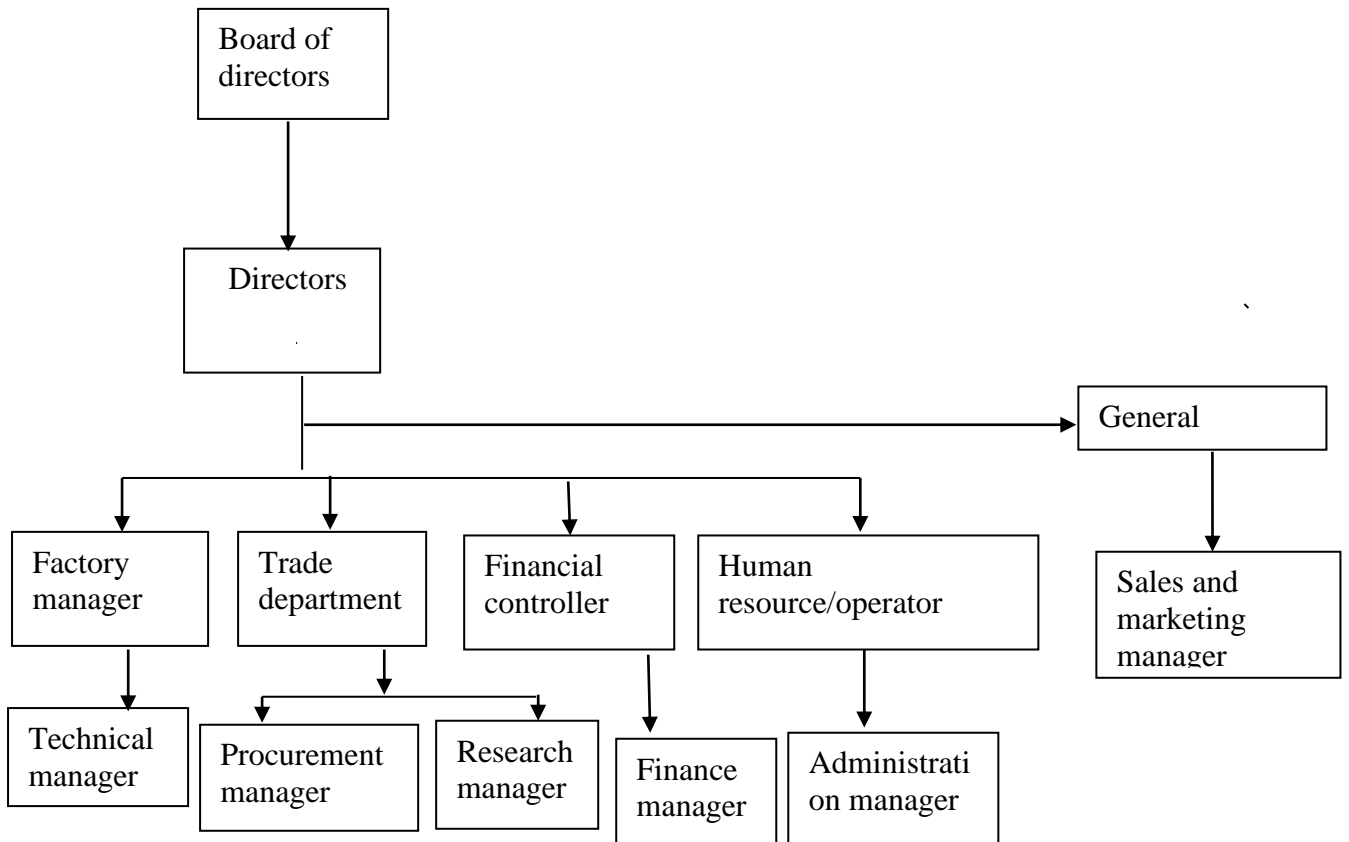 Board of
directors
Directors
General
Factory
manager
Trade
department
Financial
controller
Human
resource/operator
Sales and
marketing
manager
Technical
manager
Procurement
manager
Research
manager
Finance
manager
Administrati
on manager